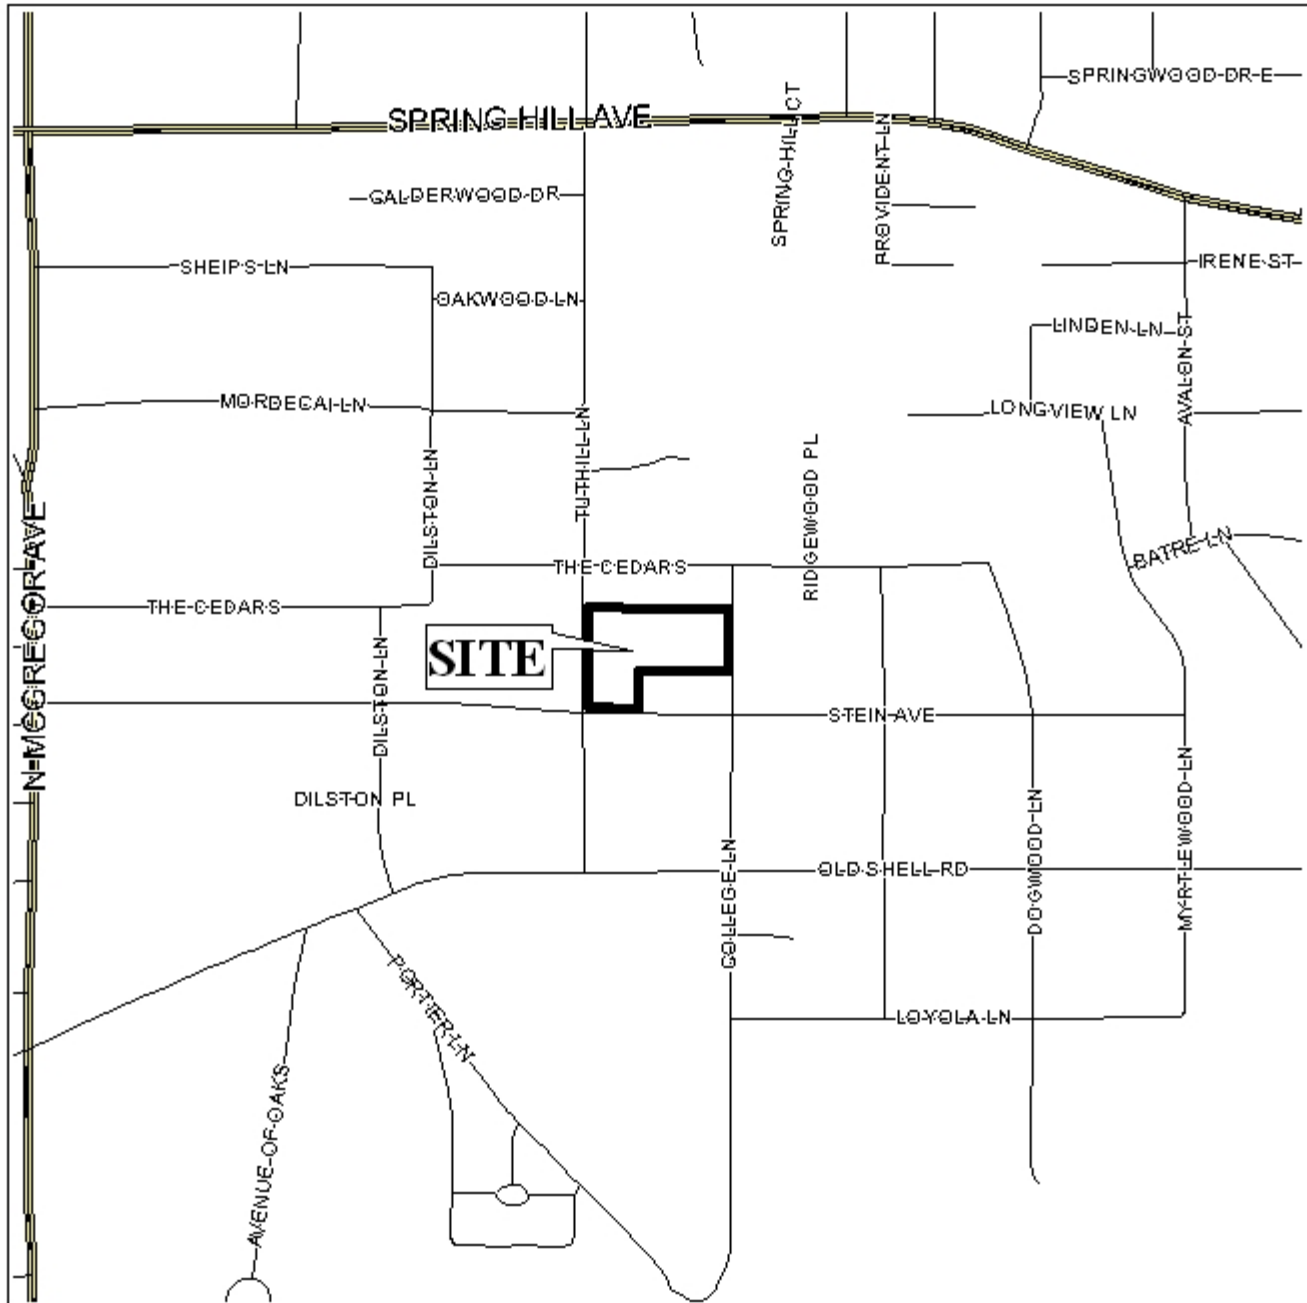 SPRINGWOOD DR E
SPRING HILL AVE
SPRING HILL CT
PROVIDENT LN
GALDERWOOD DR
SHEIPS LN
IRENE ST
OAKWOOD LN
LINDEN LN
AVALON ST
MORDECAI LN
LONGVIEW LN
TUTHILL LN
DILSTON LN
RIDGEWOOD PL
N MCGREGOR AVE
BATRE LN
THE CEDARS
THE CEDARS
SITE
DILSTON LN
STEIN AVE
DILSTON PL
MYRTLEWOOD LN
DOGWOOD LN
COLLEGE LN
OLD SHELL RD
PORTIER LN
LOYOLA LN
AVENUE OF OAKS